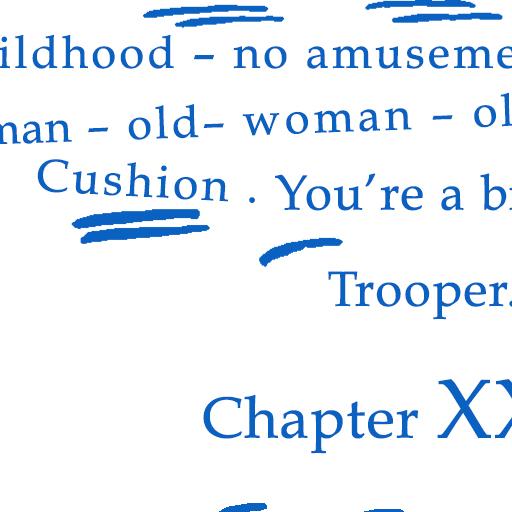 ildhood – no amuseme
man – old– woman – ol
Cushion . You’re a b
Trooper.
Chapter XX